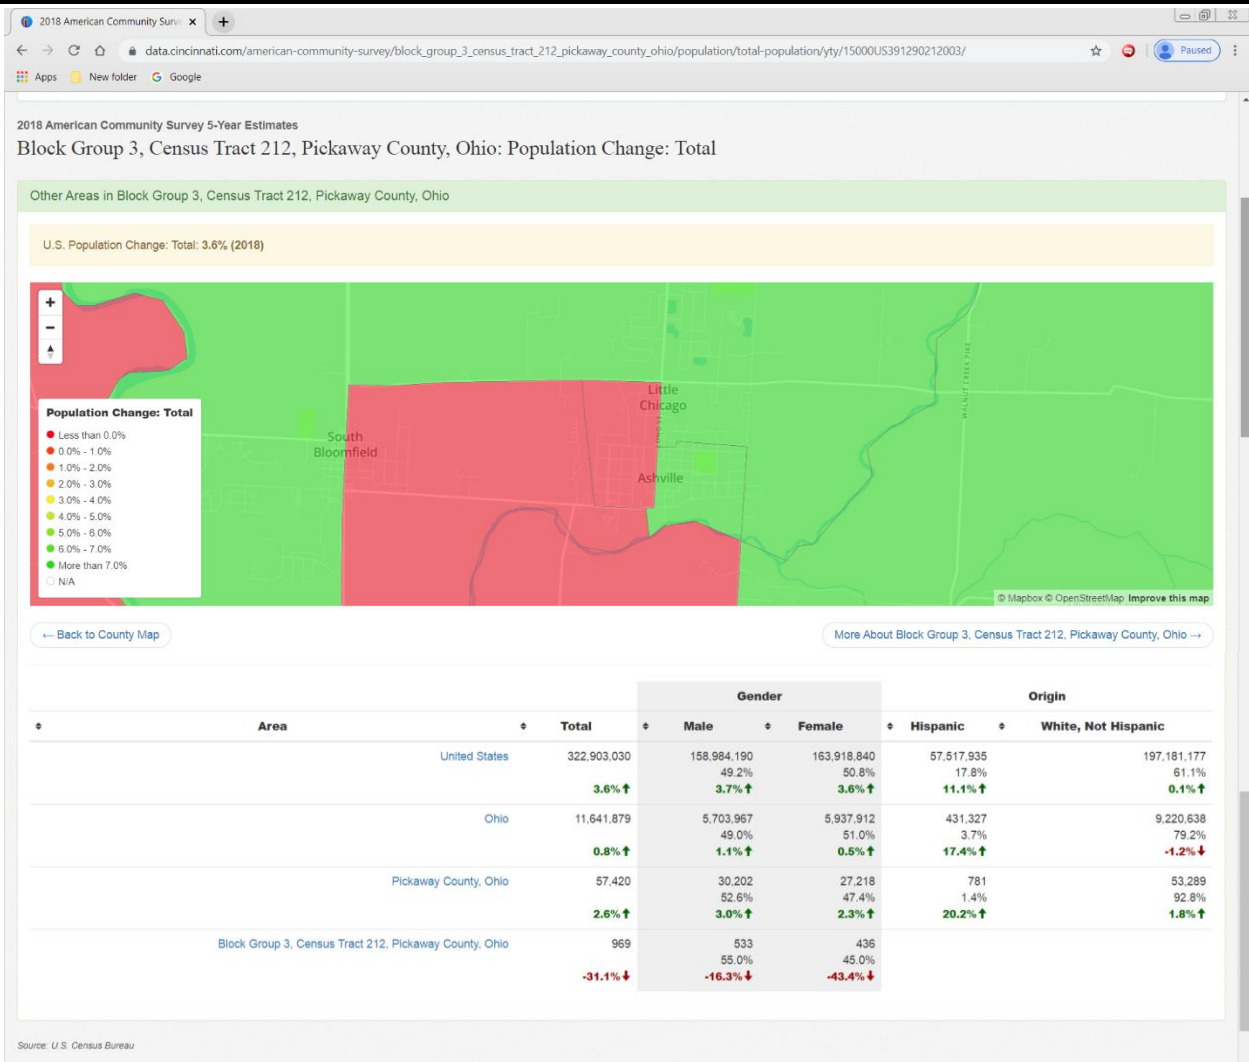 2018 American Community Surve
data.cincinnati.com/american-community-survey/block_group_3_census_tract_212_pickaway_county_ohio/population/total-population/yty/15000US391290212003/
Paused
Apps New folder G Google
2018 American Community Survey 5-Year Estimates
Block Group 3, Census Tract 212, Pickaway County, Ohio: Population Change: Total
Other Areas in Block Group 3, Census Tract 212, Pickaway County, Ohio
U.S. Population Change: Total: 3.6% (2018)
+
−
Little
Chicago
South
Bloomfield
Ashville
LONG ST
WALNUT CREEK PIKE
Population Change: Total
Less than 0.0%
0.0% - 1.0%
1.0% - 2.0%
2.0% - 3.0%
3.0% - 4.0%
4.0% - 5.0%
5.0% - 6.0%
6.0% - 7.0%
More than 7.0%
N/A
© Mapbox © OpenStreetMap Improve this map
← Back to County Map
More About Block Group 3, Census Tract 212, Pickaway County, Ohio →
Gender Origin
Area Total Male Female Hispanic White, Not Hispanic
United States 322,903,030 158,984,190 163,918,840 57,517,935 197,181,177
49.2% 50.8% 17.8% 61.1%
3.6%↑ 3.7%↑ 3.6%↑ 11.1%↑ 0.1%↑
Ohio 11,641,879 5,703,967 5,937,912 431,327 9,220,638
49.0% 51.0% 3.7% 79.2%
0.8%↑ 1.1%↑ 0.5%↑ 17.4%↑ -1.2%↓
Pickaway County, Ohio 57,420 30,202 27,218 781 53,289
52.6% 47.4% 1.4% 92.8%
2.6%↑ 3.0%↑ 2.3%↑ 20.2%↑ 1.8%↑
Block Group 3, Census Tract 212, Pickaway County, Ohio 969 533 436
55.0% 45.0%
-31.1%↓ -16.3%↓ -43.4%↓
Source: U.S. Census Bureau